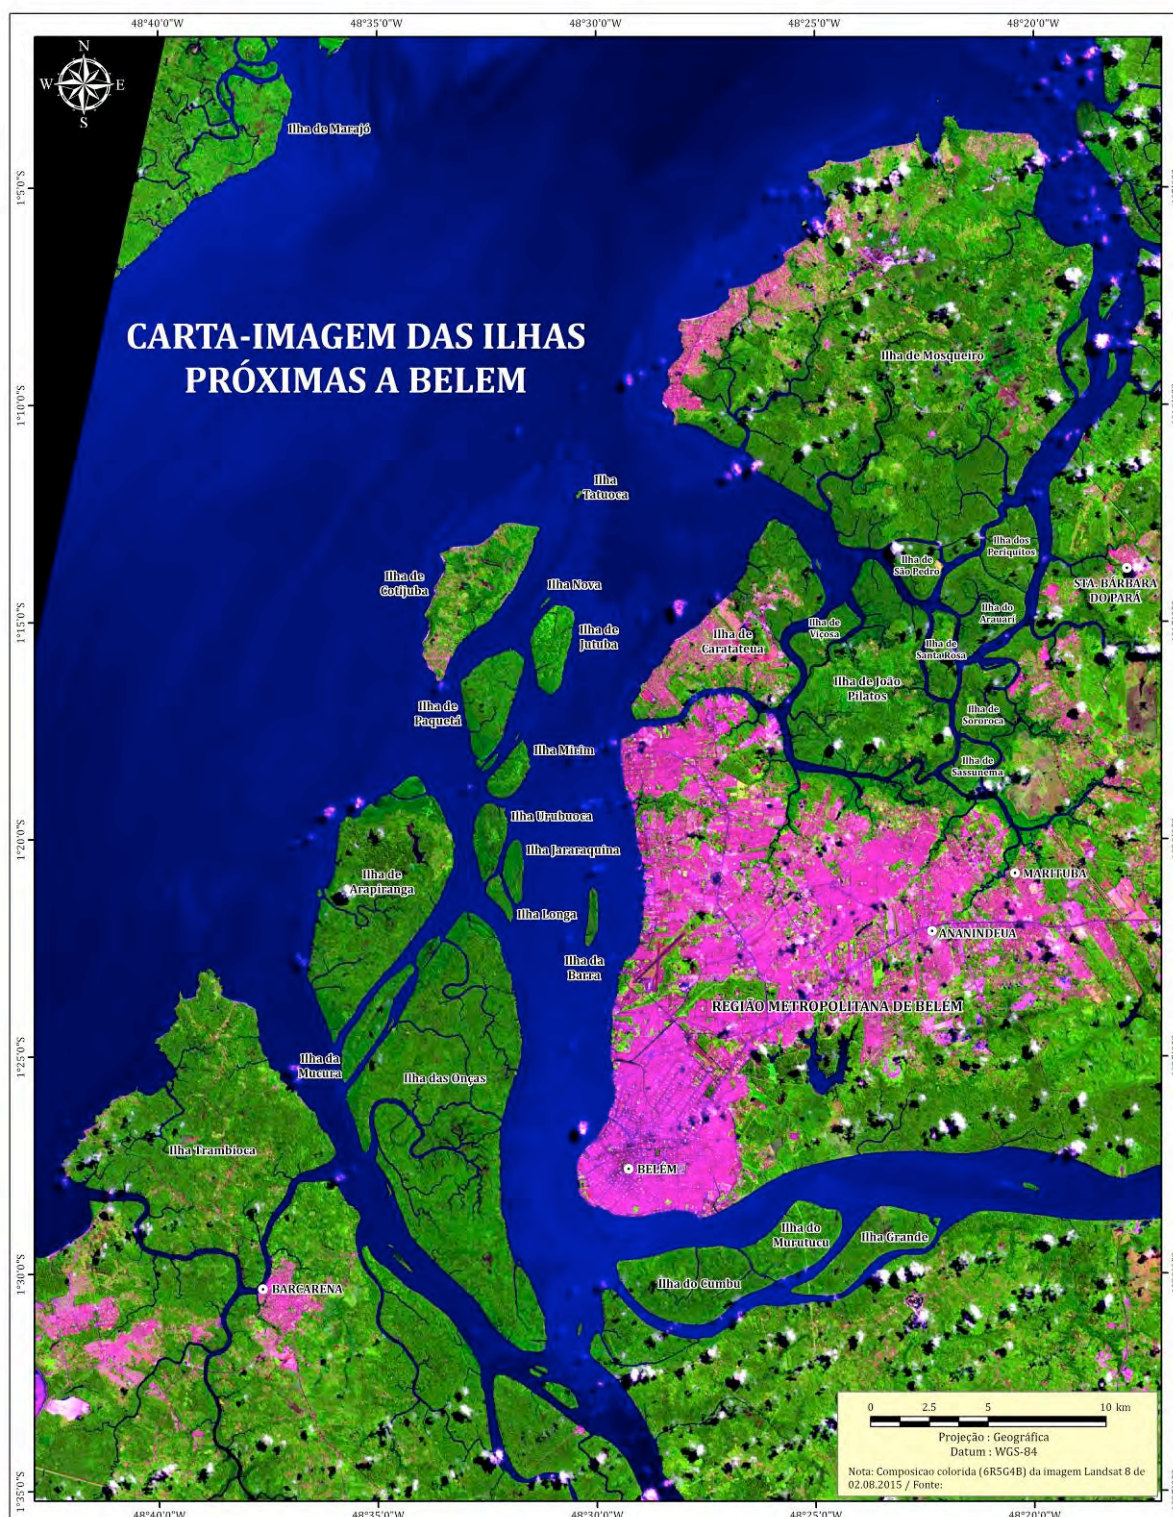 48°40'0"W
48°35'0"W
48°30'0"W
48°25'0"W
48°20'0"W
N
W
E
S
1°5'0"S
1°10'0"S
1°15'0"S
1°20'0"S
1°25'0"S
1°30'0"S
1°35'0"S
Ilha de Marajó
CARTA-IMAGEM DAS ILHAS
PRÓXIMAS A BELEM
Ilha de Mosqueiro
Ilha
Tatuoca
Ilha dos
Periquitos
Ilha de
São Pedro
Ilha de
Cotijuba
Ilha Nova
STA. BÁRBARA
DO PARÁ
Ilha do
Arauarí
Ilha de
Jutuba
Ilha de
Caratateua
Ilha de
Viçosa
Ilha de
Santa Rosa
Ilha de João
Pilatos
Ilha de
Paquetá
Ilha de
Sororoca
Ilha Mirim
Ilha de
Sassunema
Ilha Urubuoca
Ilha Jararaquina
Ilha de
Arapiranga
MARITUBA
Ilha Longa
ANANINDEUA
Ilha da
Barra
REGIÃO METROPOLITANA DE BELÉM
Ilha da
Mucura
Ilha das Onças
Ilha Trambioca
BELÉM
Ilha do
Murutucu
Ilha Grande
Ilha do Cumbu
BARCARENA
0 2.5 5 10 km
Projeção : Geográfica
Datum : WGS-84
Nota: Composicao colorida (6R5G4B) da imagem Landsat 8 de
02.08.2015 / Fonte:
48°40'0"W
48°35'0"W
48°30'0"W
48°25'0"W
48°20'0"W